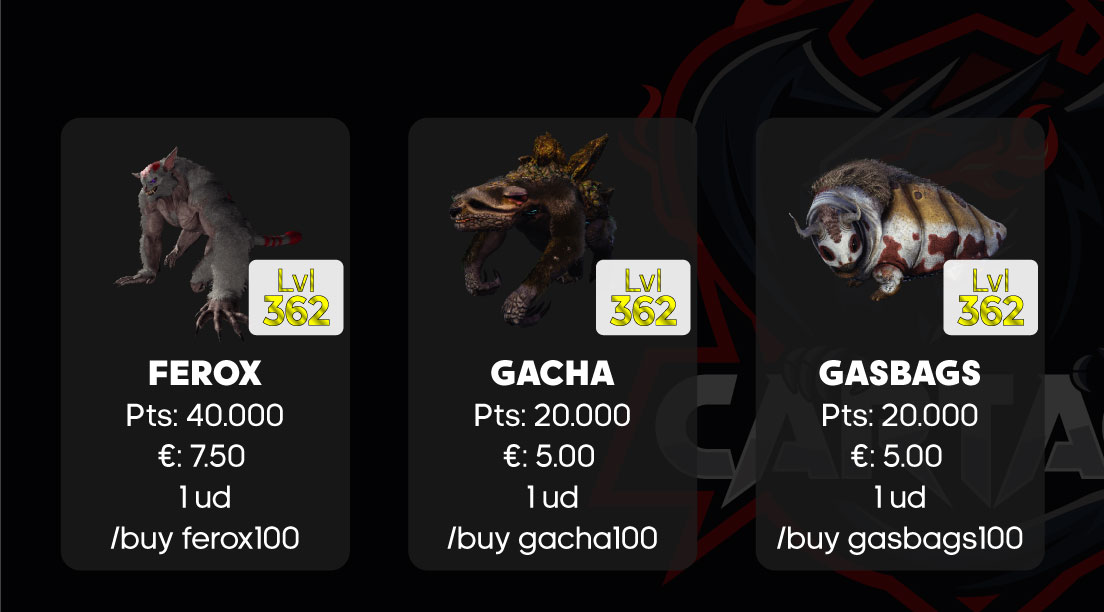 Lvl
362
FEROX
Pts: 40.000
€: 7.50
1 ud
/buy ferox100
Lvl
362
GACHA
Pts: 20.000
€: 5.00
1 ud
/buy gacha100
Lvl
362
GASBAGS
Pts: 20.000
€: 5.00
1 ud
/buy gasbags100